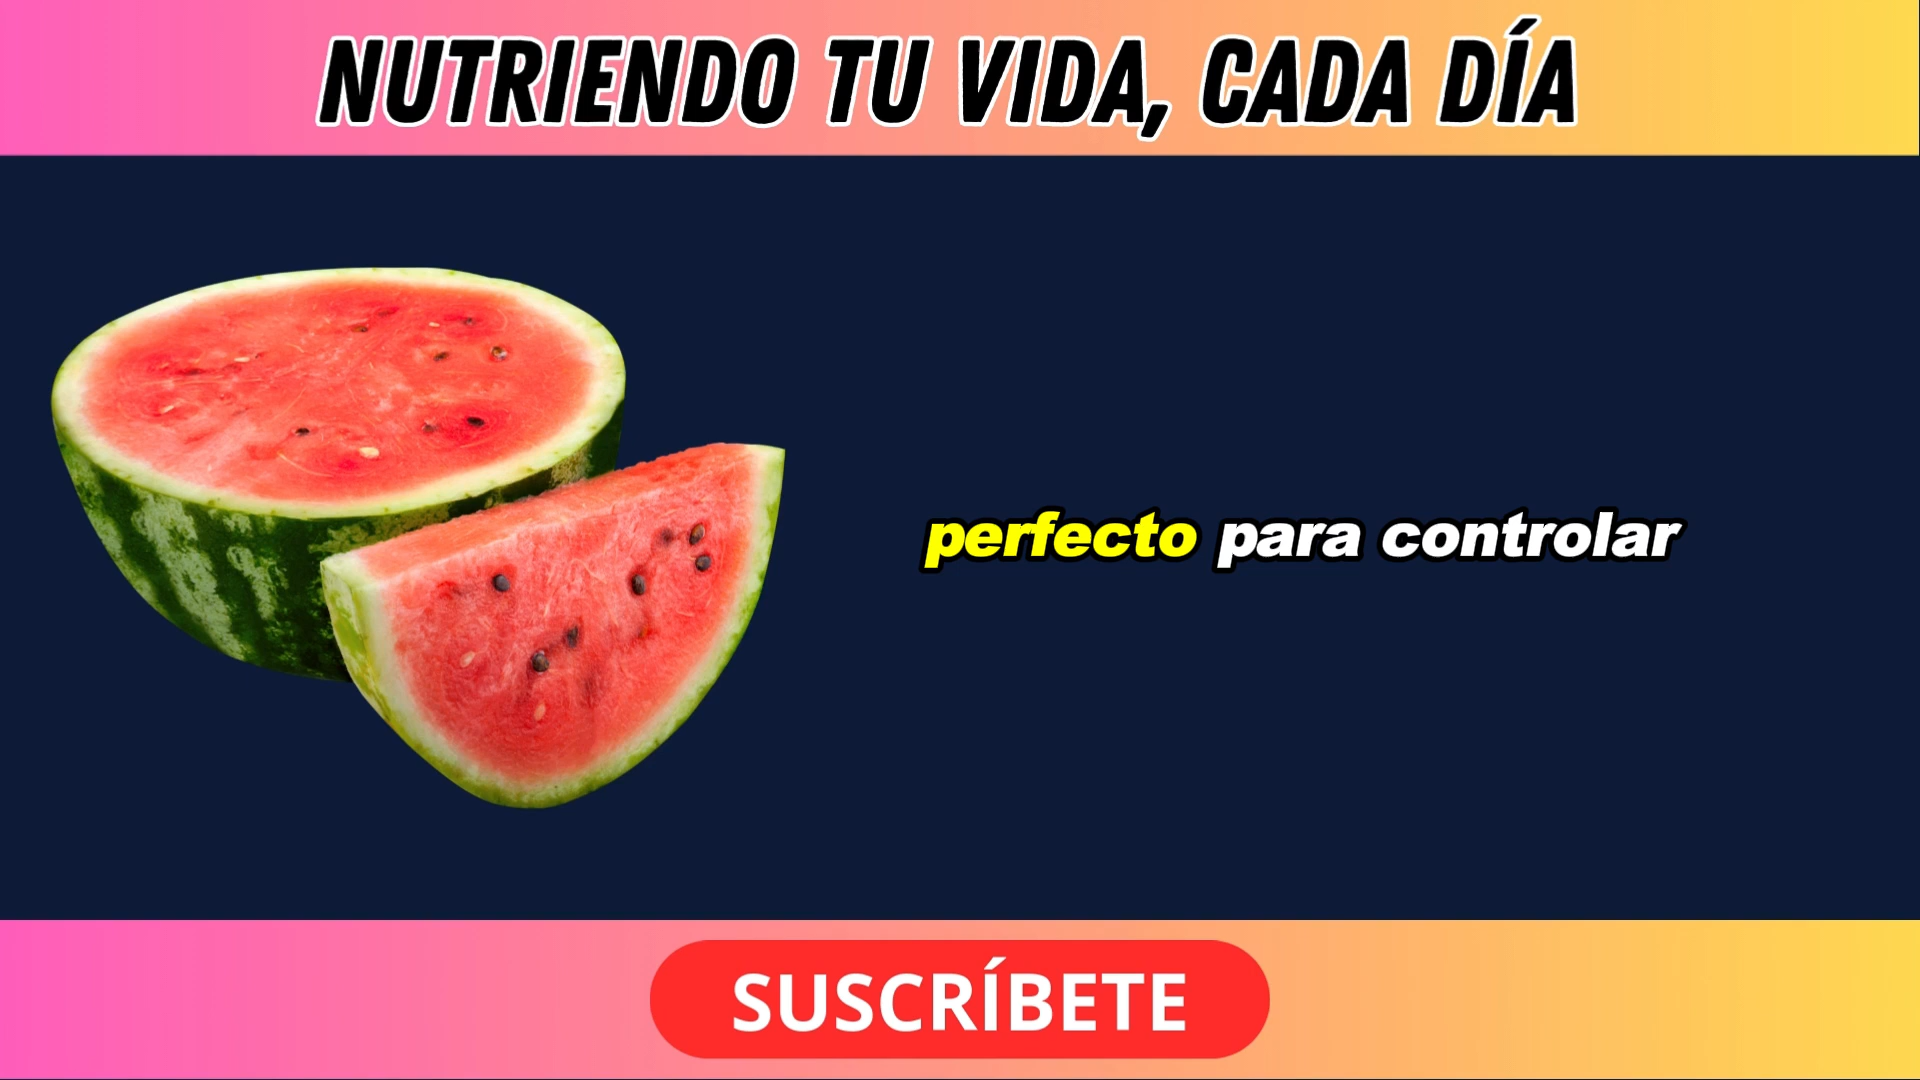 NUTRIENDO TU VIDA, CADA DÍA
perfecto para controlar
SUSCRÍBETE